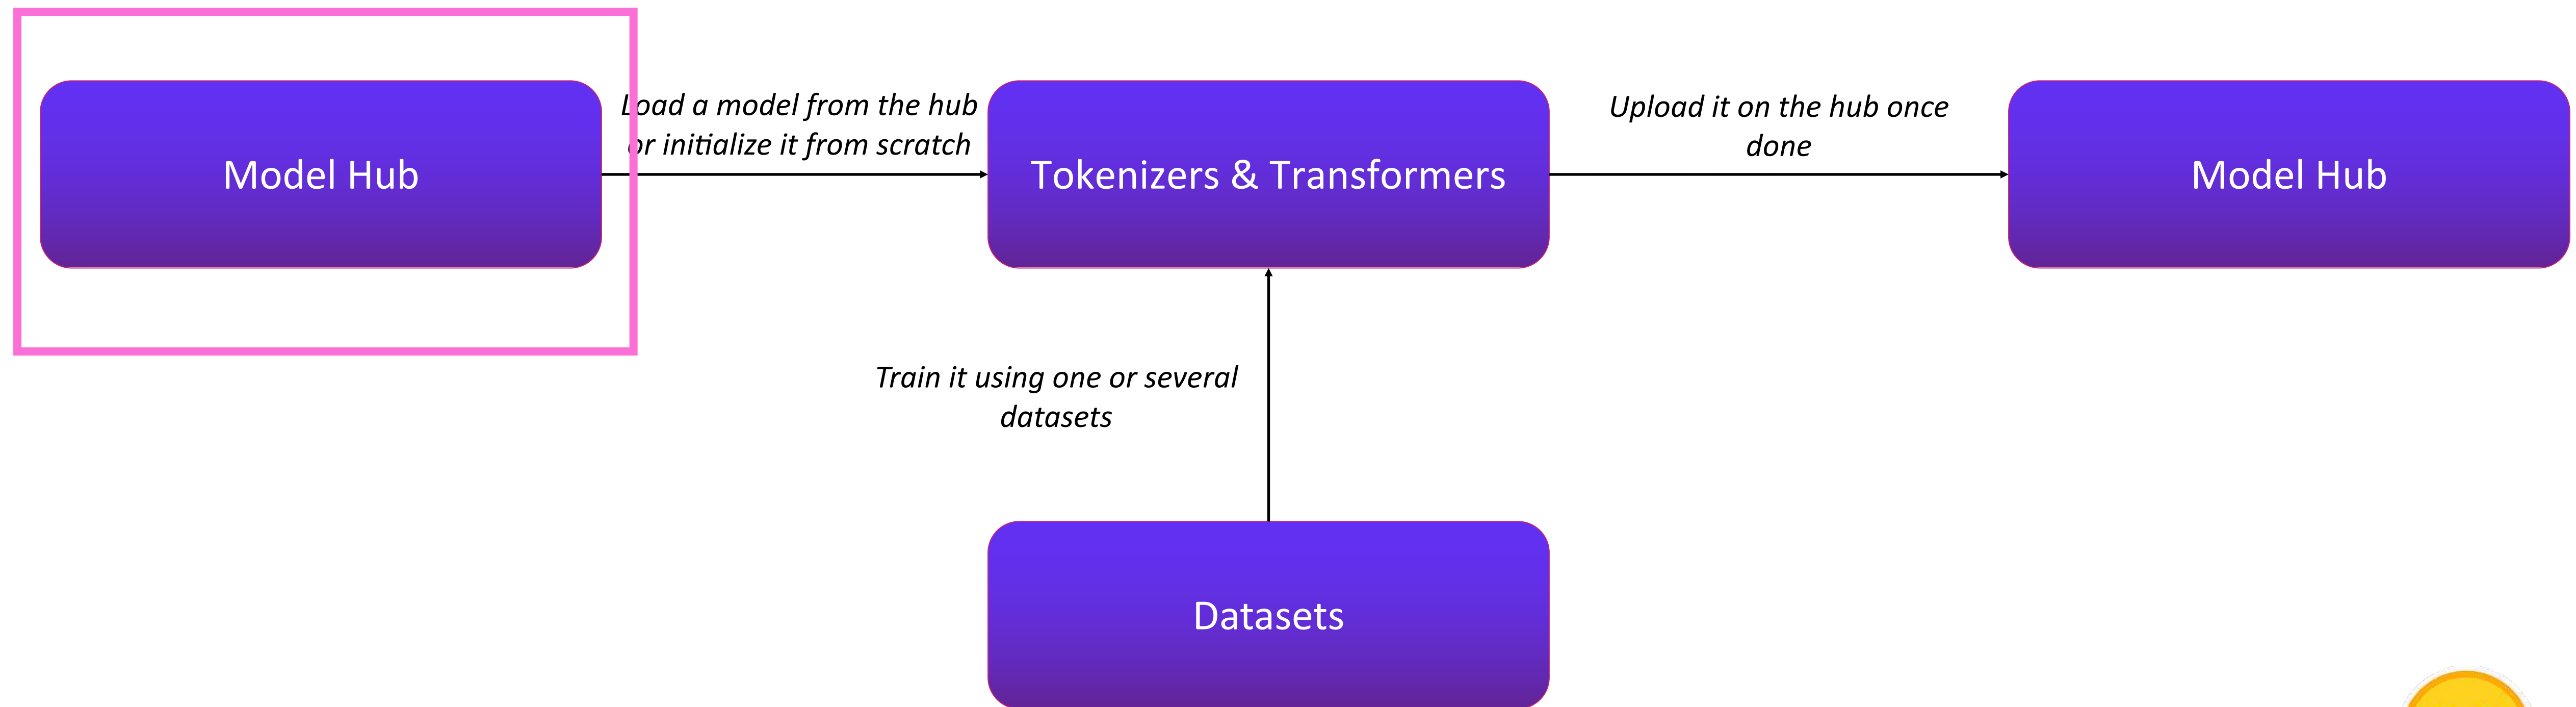 Model Hub
Load a model from the hub
or initialize it from scratch
Tokenizers & Transformers
Upload it on the hub once
done
Model Hub
Train it using one or several
datasets
Datasets